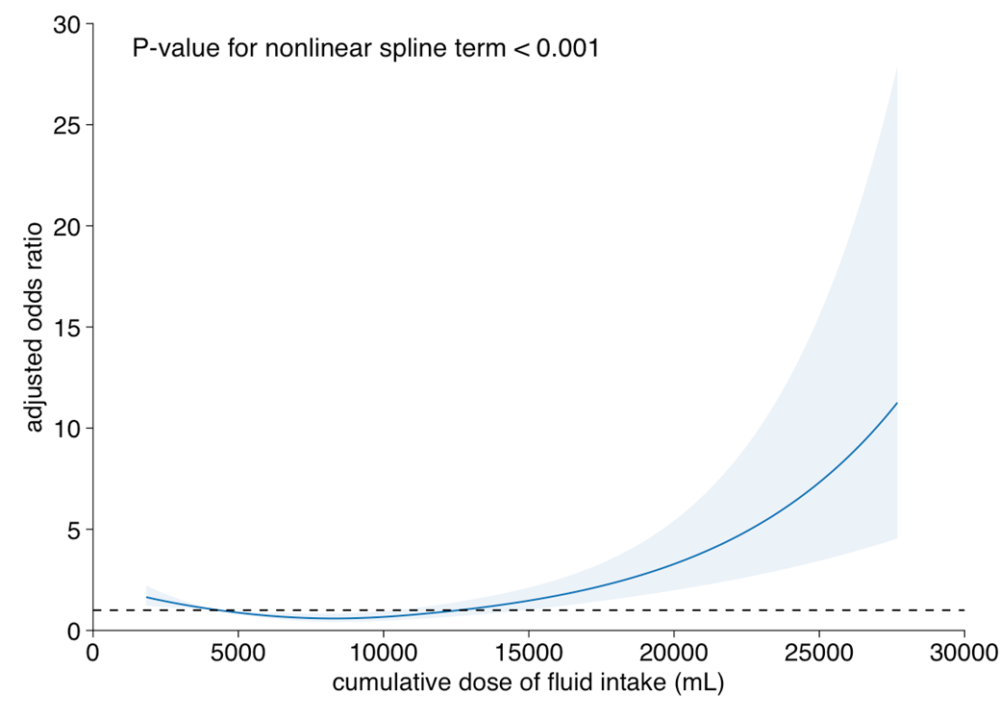 P-value for nonlinear spline term < 0.001
adjusted odds ratio
30
25
20
15
10
5
0
0 5000 10000 15000 20000 25000 30000
cumulative dose of fluid intake (mL)